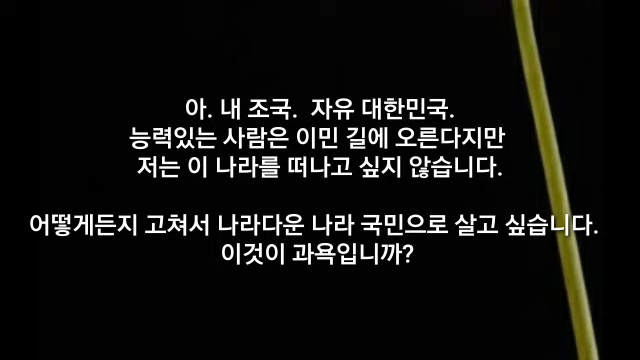 아. 내 조국.  자유 대한민국.
능력있는 사람은 이민 길에 오른다지만
저는 이 나라를 떠나고 싶지 않습니다.
어떻게든지 고쳐서 나라다운 나라 국민으로 살고 싶습니다.
이것이 과욕입니까?